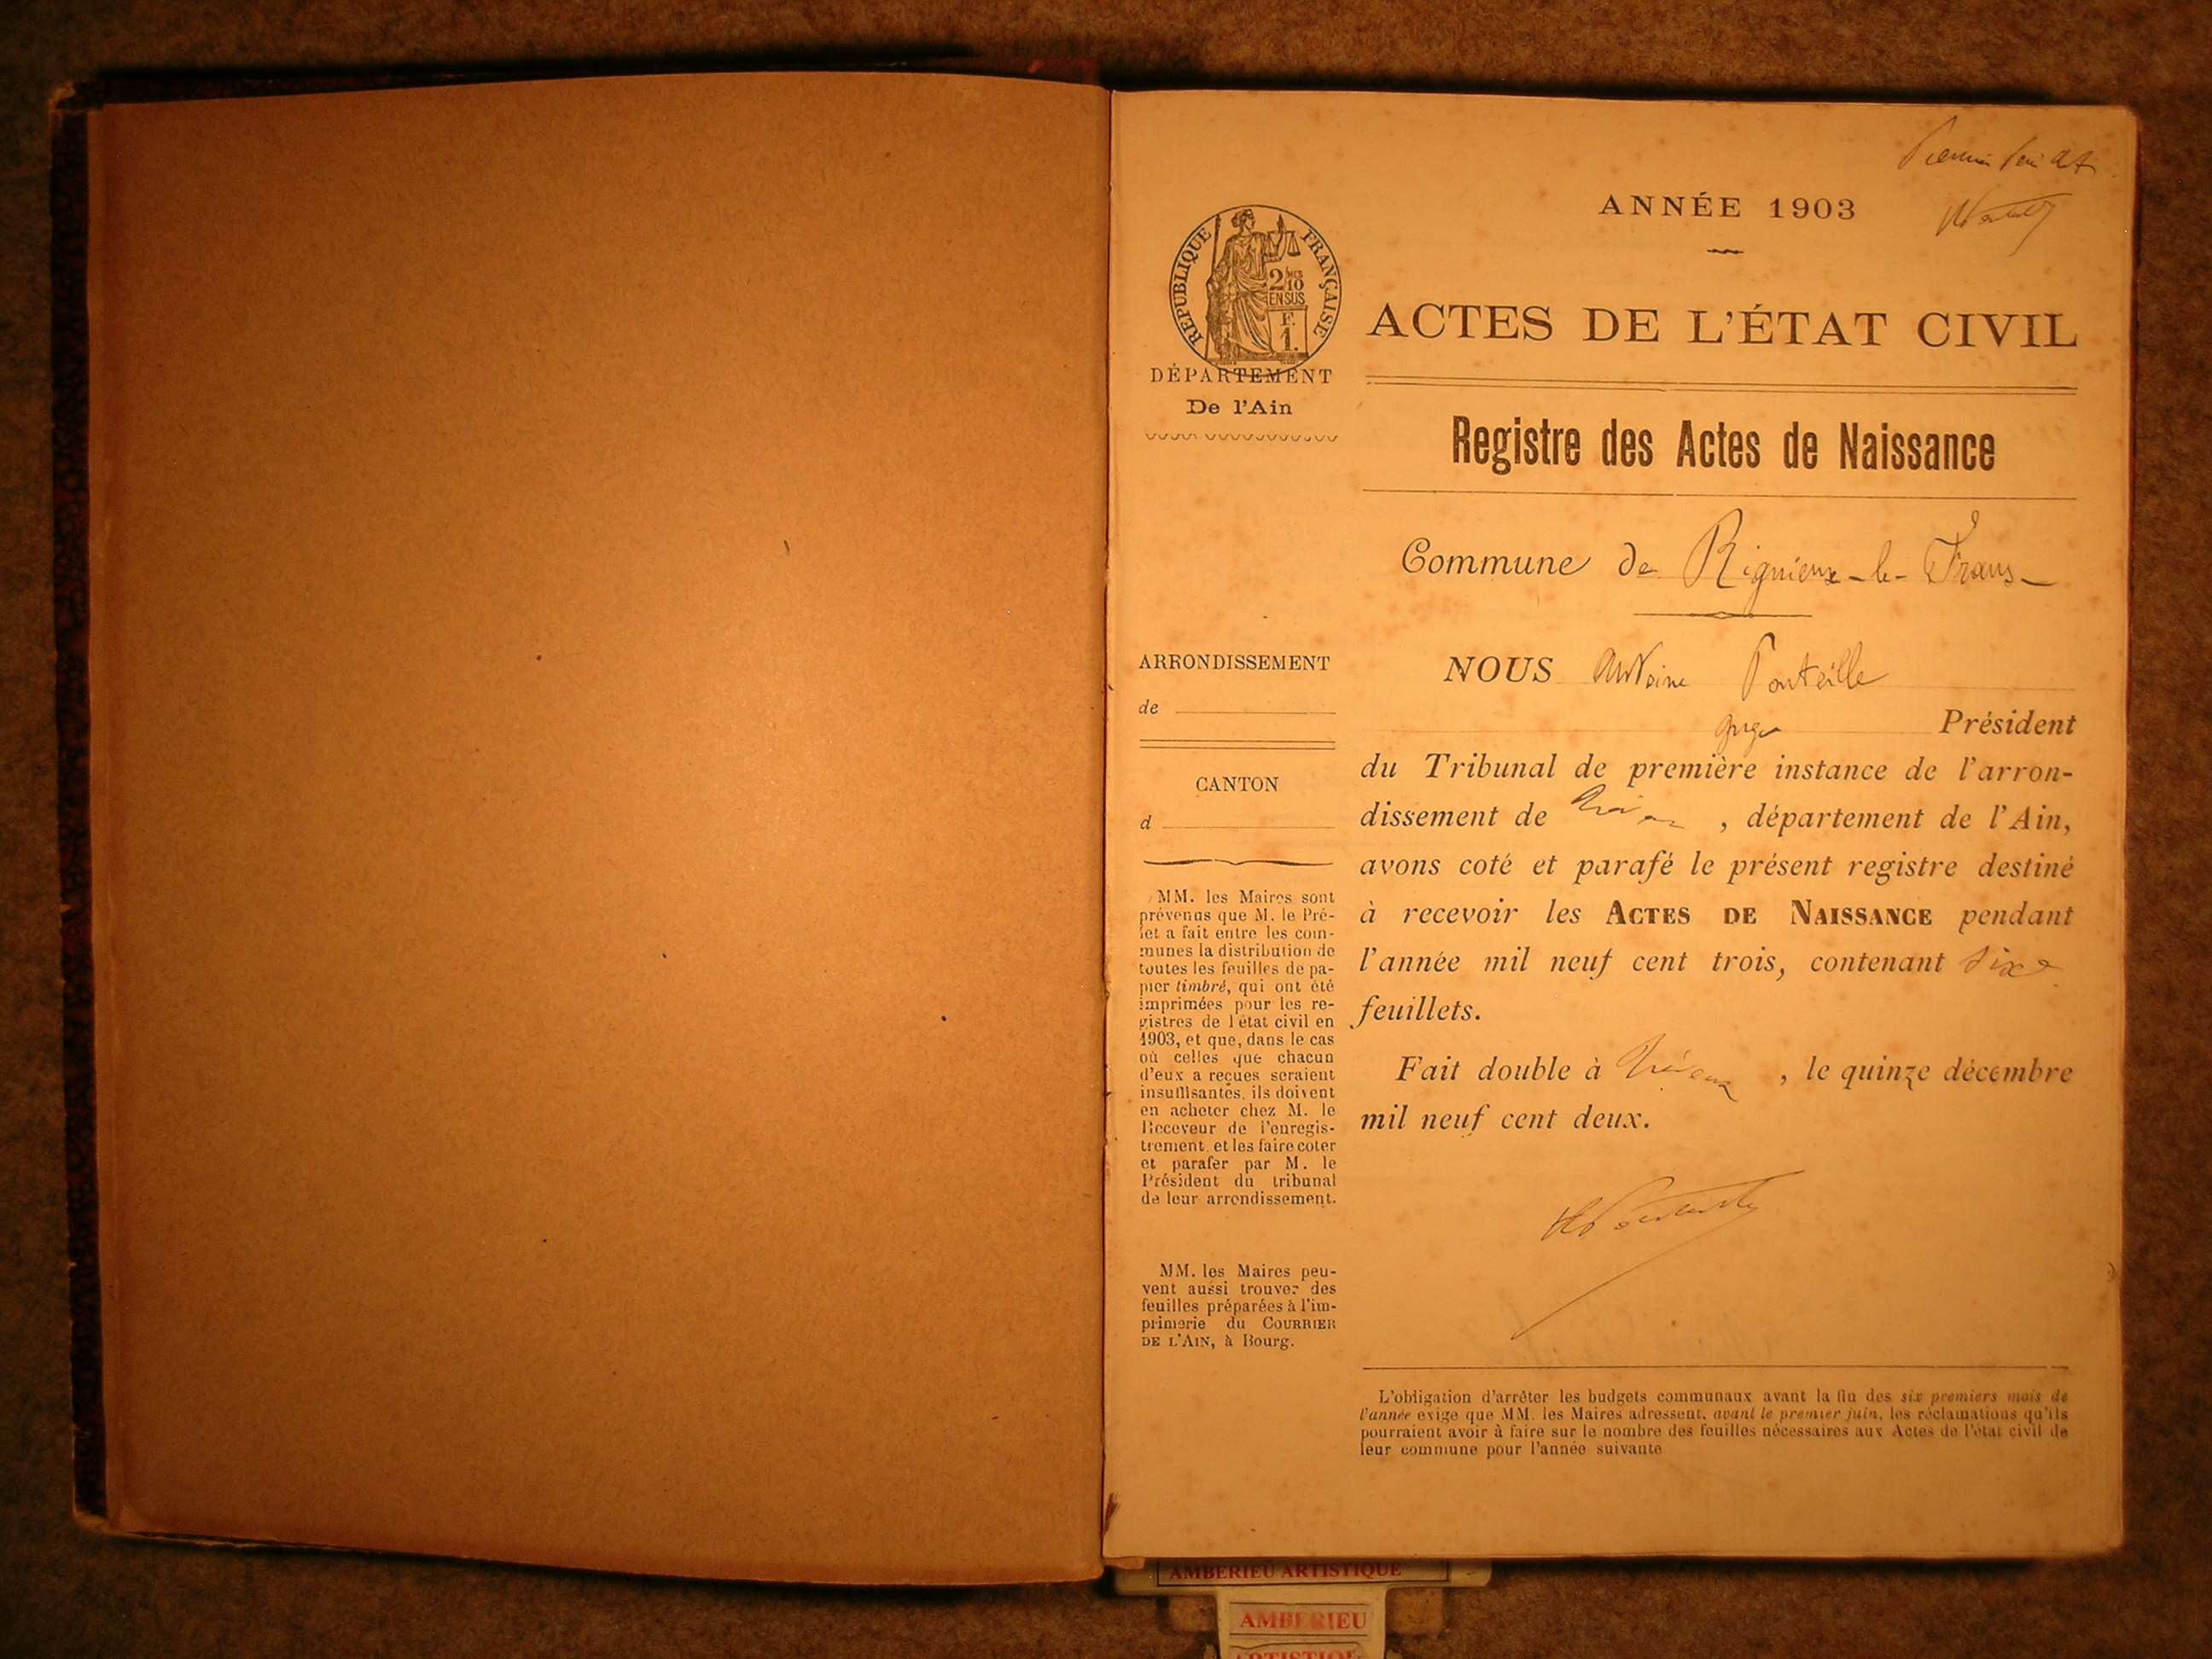 Premier feuillet
ANNÉE 1903
RÉPUBLIQUE FRANÇAISE
2/10
EN SUS
F.
1.
ACTES DE L'ÉTAT CIVIL
DÉPARTEMENT
De l'Ain
Registre des Actes de Naissance
Commune de Rignieux-le-Frans
ARRONDISSEMENT
de
CANTON
d
MM. les Maires sont
prévenus que M. le Pré-
fet a fait entre les com-
munes la distribution de
toutes les feuilles de pa-
pier timbré, qui ont été
imprimées pour les re-
gistres de l'état civil en
1903, et que, dans le cas
où celles que chacun
d'eux a reçues seraient
insuffisantes, ils doivent
en acheter chez M. le
Receveur de l'enregis-
trement, et les faire coter
et parafer par M. le
Président du tribunal
de leur arrondissement.
MM. les Maires peu-
vent aussi trouver des
feuilles préparées à l'im-
primerie du COURRIER
DE L'AIN, à Bourg.
NOUS Antoine Ponteille
Juge Président
du Tribunal de première instance de l'arron-
dissement de Trévoux, département de l'Ain,
avons coté et parafé le présent registre destiné
à recevoir les ACTES DE NAISSANCE pendant
l'année mil neuf cent trois, contenant six
feuillets.
Fait double à Trévoux, le quinze décembre
mil neuf cent deux.
L'obligation d'arrêter les budgets communaux avant la fin des six premiers mois de
l'année exige que MM. les Maires adressent, avant le premier juin, les réclamations qu'ils
pourraient avoir à faire sur le nombre des feuilles nécessaires aux Actes de l'état civil de
leur commune pour l'année suivante
AMBERIEU ARTISTIQUE
AMBERIEU